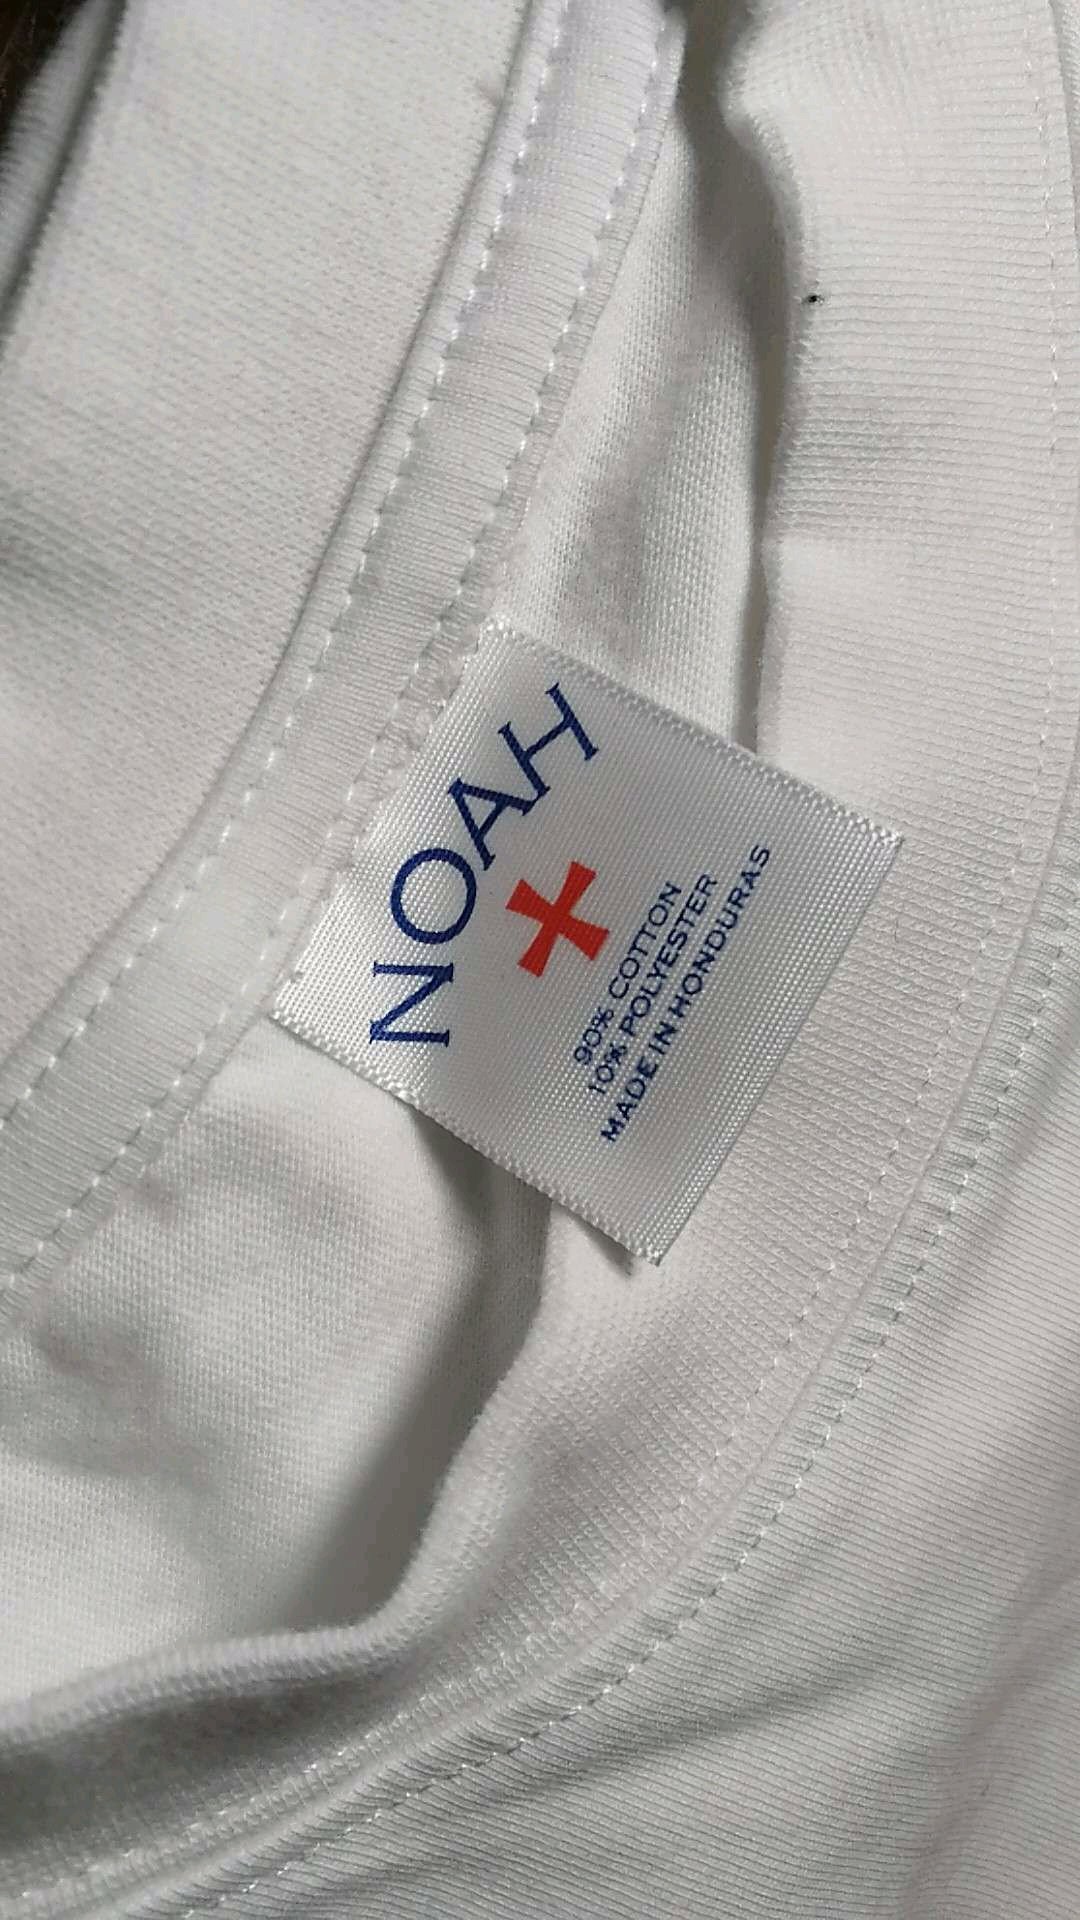 NOAH
90% COTTON
10% POLYESTER
MADE IN HONDURAS